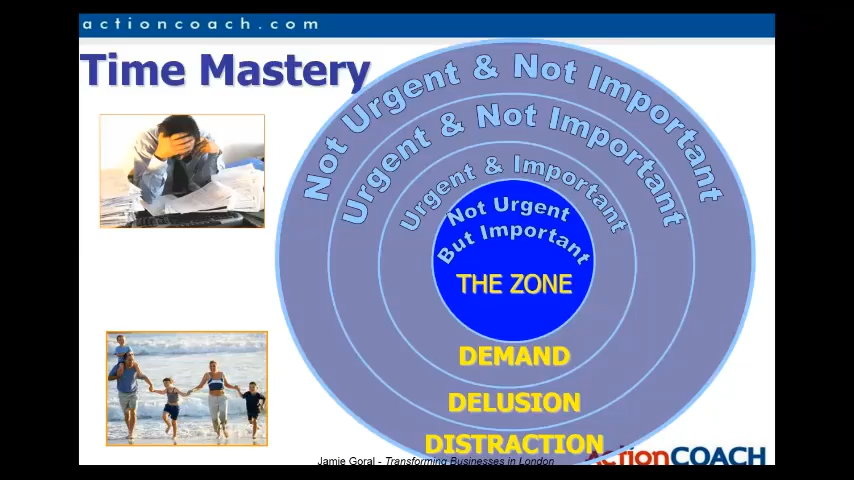 actioncoach.com
Time Mastery
Not Urgent & Not Important
Urgent & Not Important
Urgent & Important
Not Urgent
But Important
THE ZONE
DEMAND
DELUSION
DISTRACTION
ActionCOACH
Jamie Goral - Transforming Businesses in London